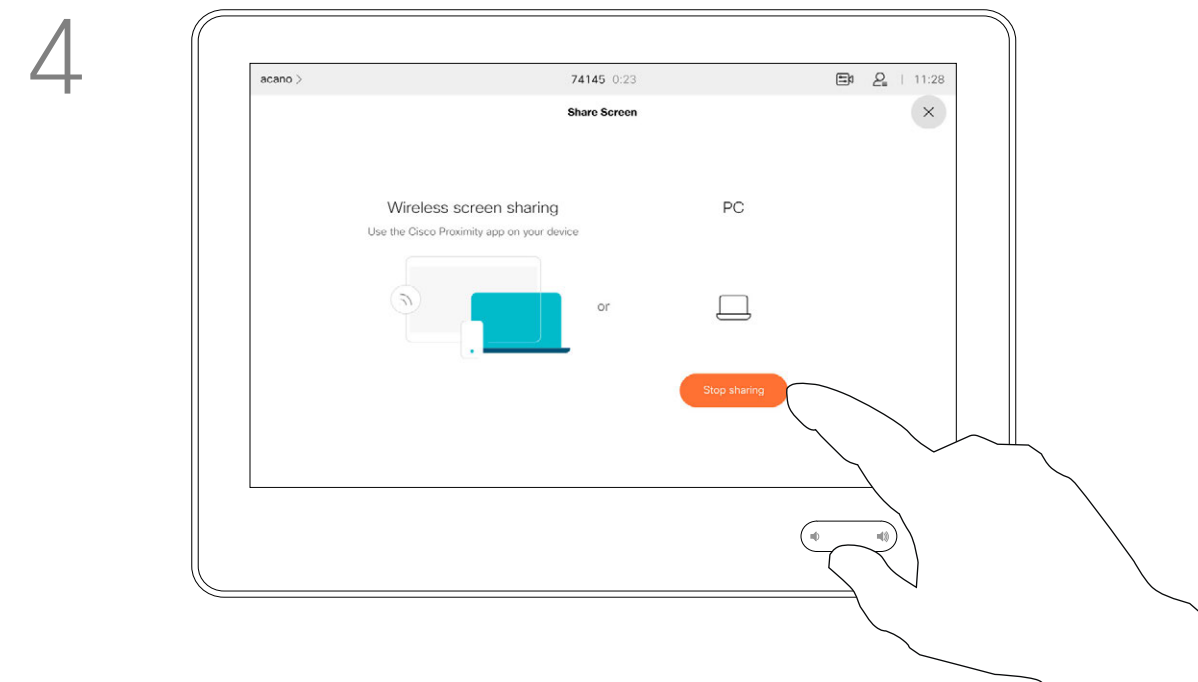 4
acano >
74145 0:23
11:28
Share Screen
Wireless screen sharing
Use the Cisco Proximity app on your device
PC
or
Stop sharing